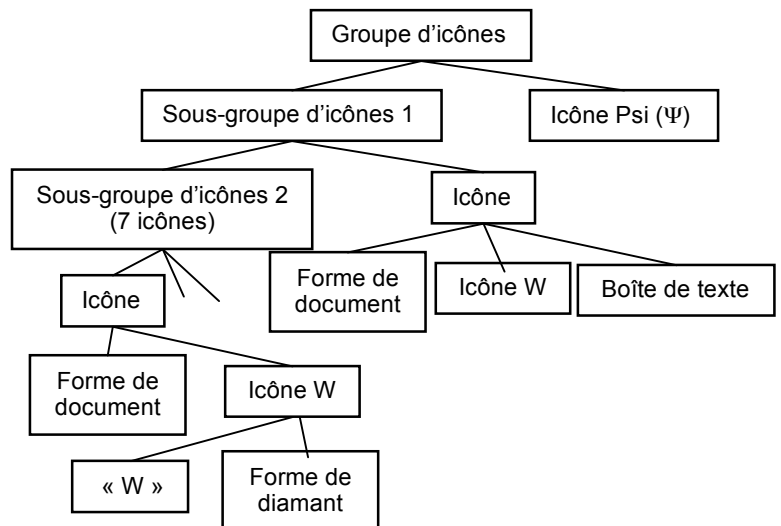 Groupe d’icônes
Sous-groupe d’icônes 1
Icône Psi (Ψ)
Sous-groupe d’icônes 2
(7 icônes)
Icône
Forme de
document
Icône W
Boîte de texte
Icône
Forme de
document
Icône W
« W »
Forme de
diamant